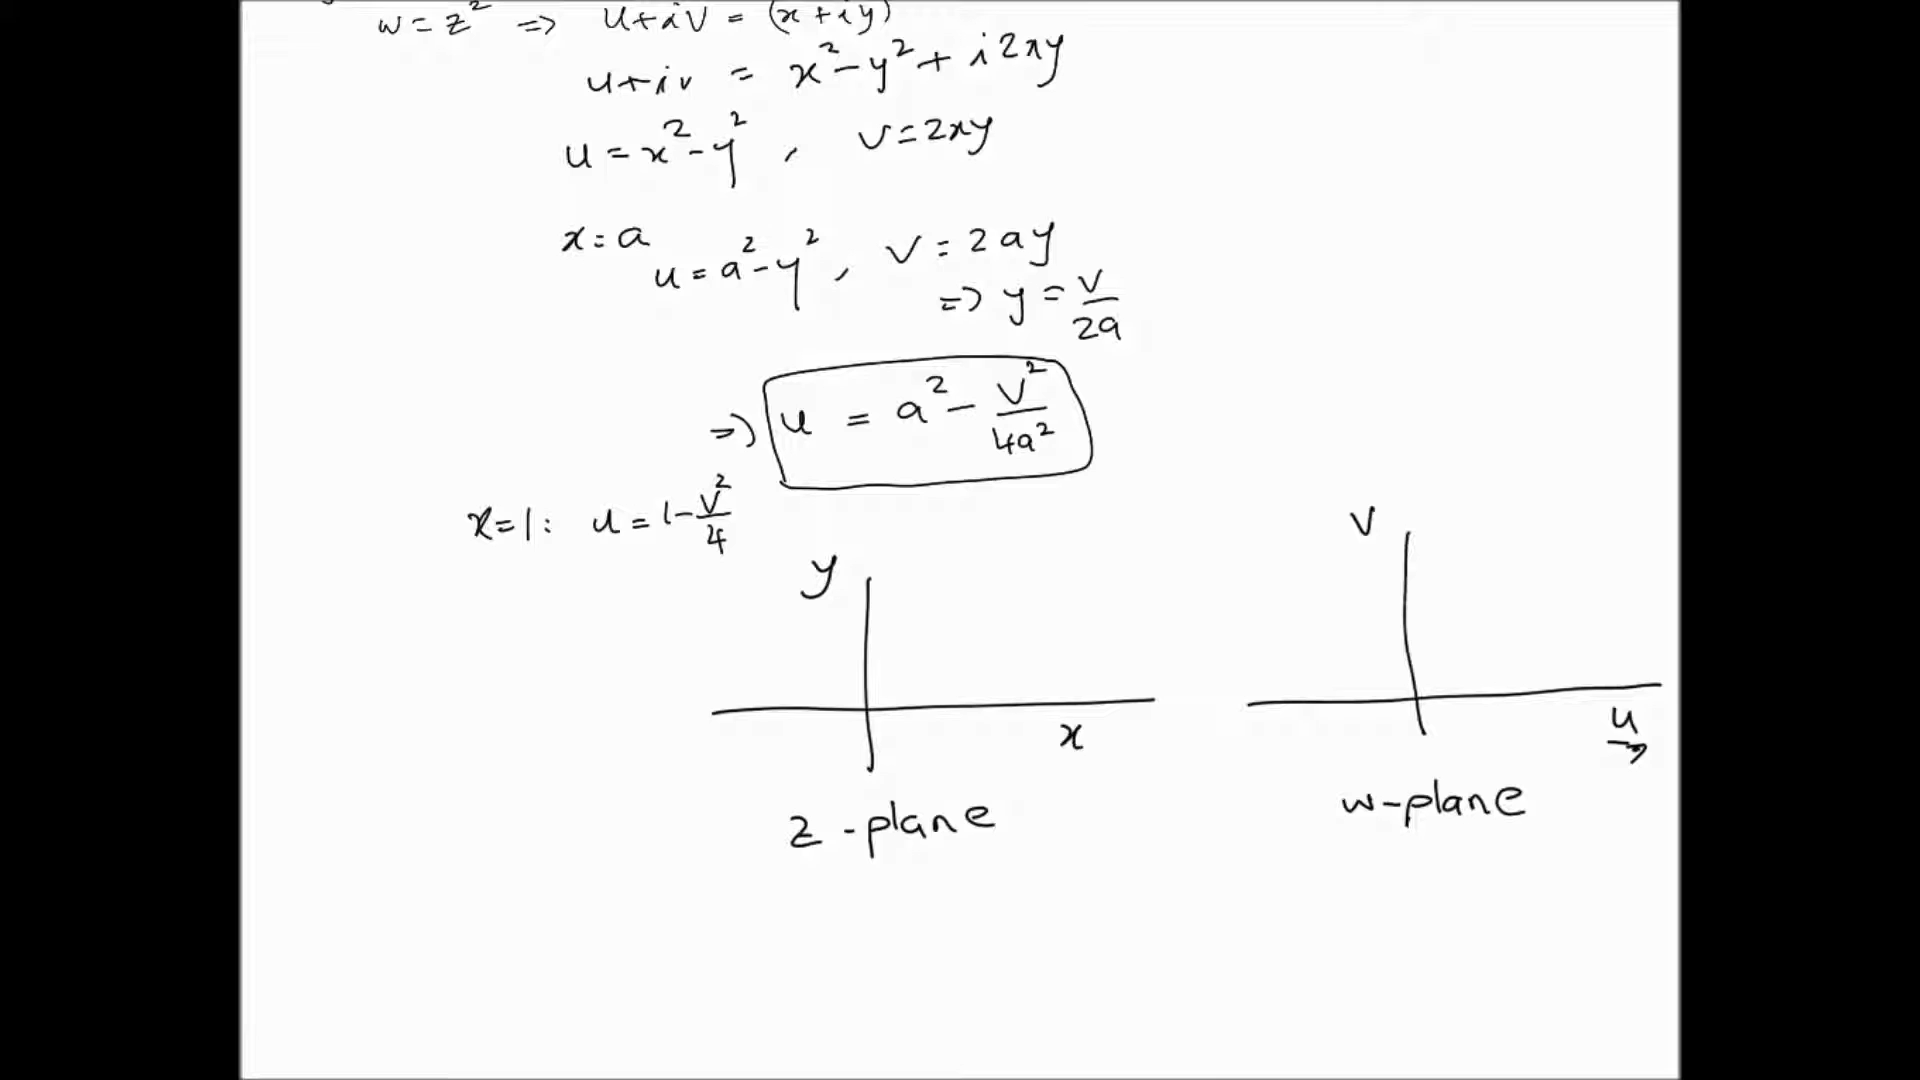 w = z² => u+iv = (x+iy)
u+iv = x²-y²+i2xy
u = x²-y² , v=2xy
x=a
u = a²-y² , v = 2ay
=> y = v/2a
=> u = a² - v²/4a²
x=1: u = 1-v²/4
y
v
x
u
z-plane
w-plane